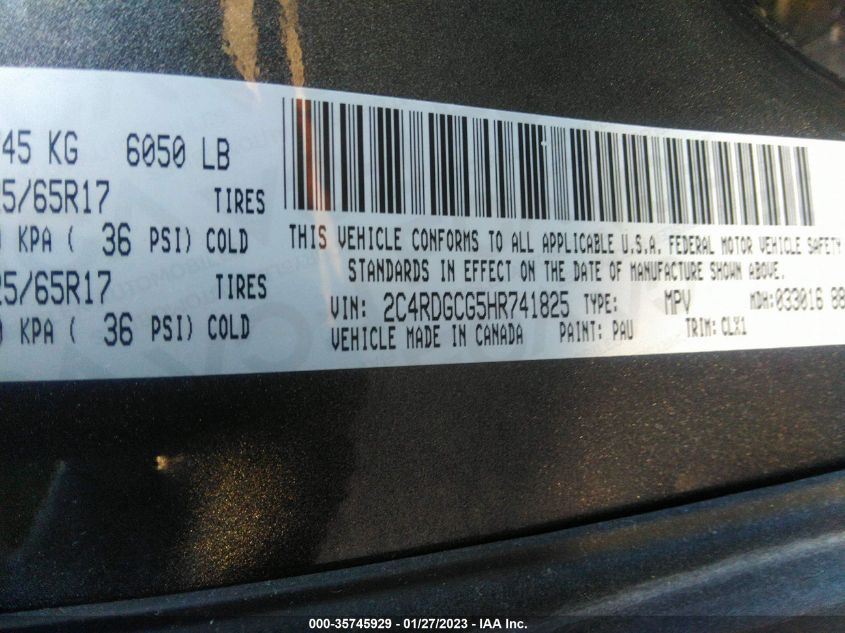 745 KG 6050 LB
25/65R17 TIRES
KPA ( 36 PSI) COLD
25/65R17 TIRES
KPA ( 36 PSI) COLD
THIS VEHICLE CONFORMS TO ALL APPLICABLE U.S.A. FEDERAL MOTOR VEHICLE SAFETY
STANDARDS IN EFFECT ON THE DATE OF MANUFACTURE SHOWN ABOVE.
VIN: 2C4RDGCG5HR741825 TYPE: MPV MDH:033016 88
VEHICLE MADE IN CANADA PAINT: PAU TRIM: CLX1
000-35745929 - 01/27/2023 - IAA Inc.